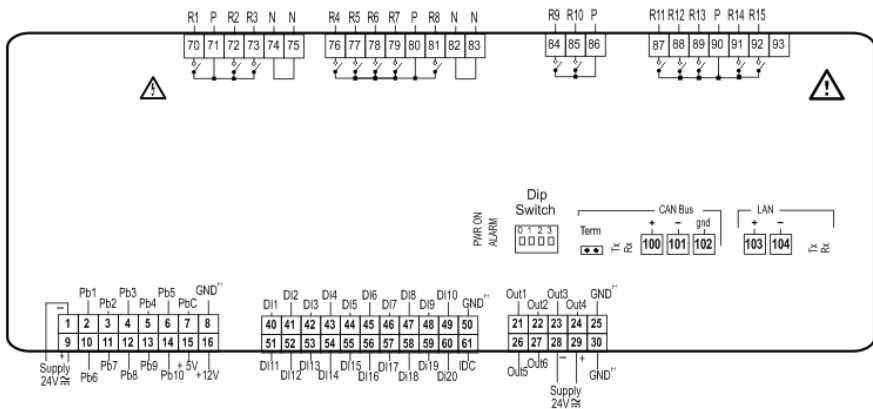 R1 P R2 R3 N N R4 R5 R6 R7 P R8 N N R9 R10 P R11 R12 R13 P R14 R15
70 71 72 73 74 75 76 77 78 79 80 81 82 83 84 85 86 87 88 89 90 91 92 93
Dip
Switch
PWR ON
ALARM
0 1 2 3
Term
Tx
Rx
CAN Bus
+ − gnd
100 101 102
LAN
+ −
103 104
Tx
Rx
Pb1 Pb2 Pb3 Pb4 Pb5 PbC GND
− 1 2 3 4 5 6 7 8
+ 9 10 11 12 13 14 15 16
Supply
24V
Pb6 Pb7 Pb8 Pb9 Pb10 + 5V +12V
DI1 DI2 DI3 DI4 DI5 DI6 DI7 DI8 DI9 DI10 GND
40 41 42 43 44 45 46 47 48 49 50
51 52 53 54 55 56 57 58 59 60 61
DI11 DI12 DI13 DI14 DI15 DI16 DI17 Di18 Di19 Di20 IDC
Out1 Out2 Out3 Out4 GND
21 22 23 24 25
26 27 28 29 30
Out5 Out6 − + GND
Supply
24V